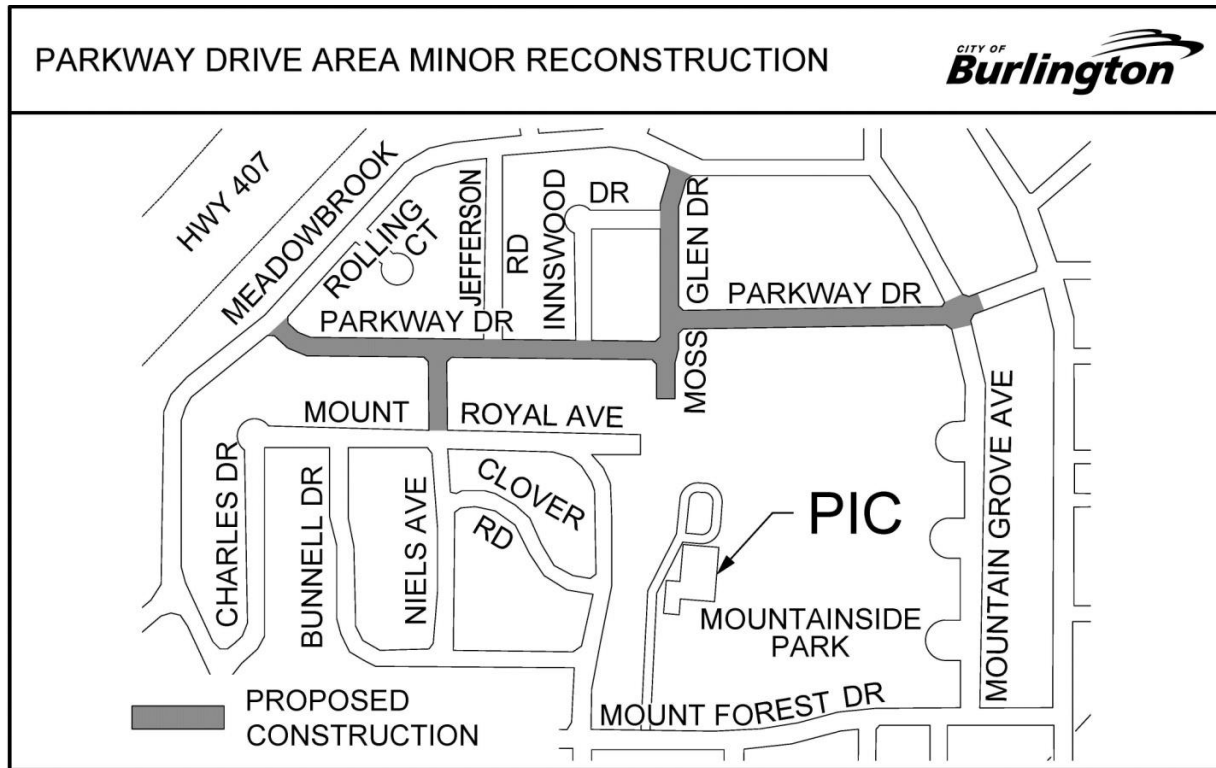 PARKWAY DRIVE AREA MINOR RECONSTRUCTION
CITY OF
Burlington
HWY 407
MEADOWBROOK
ROLLING
CT
JEFFERSON
RD
INNSWOOD
DR
GLEN DR
MOSS
PARKWAY DR
PARKWAY DR
MOUNT
ROYAL AVE
CHARLES DR
BUNNELL DR
NIELS AVE
CLOVER
RD
PIC
MOUNTAINSIDE
PARK
MOUNTAIN GROVE AVE
MOUNT FOREST DR
PROPOSED
CONSTRUCTION